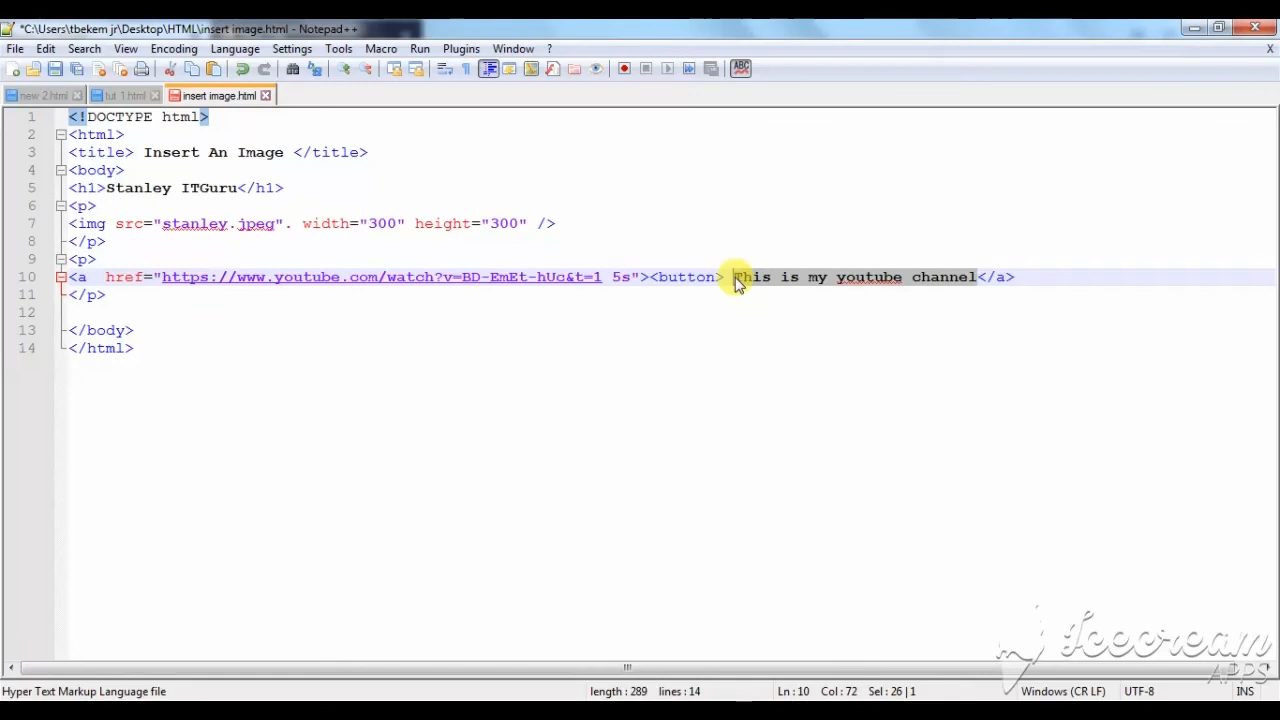 *C:\Users\tbekem jr\Desktop\HTML\insert image.html - Notepad++
File Edit Search View Encoding Language Settings Tools Macro Run Plugins Window ? X
new 2.html tut 1.html insert image.html
1 <!DOCTYPE html>
2 <html>
3 <title> Insert An Image </title>
4 <body>
5 <h1>Stanley ITGuru</h1>
6 <p>
7 <img src="stanley.jpeg". width="300" height="300" />
8 </p>
9 <p>
10 <a  href="https://www.youtube.com/watch?v=BD-EmEt-hUc&t=1 5s"><button> This is my youtube channel</a>
11 </p>
12
13 </body>
14 </html>
Icecream
APPS
Hyper Text Markup Language file length : 289 lines : 14 Ln : 10 Col : 72 Sel : 26 | 1 Windows (CR LF) UTF-8 INS